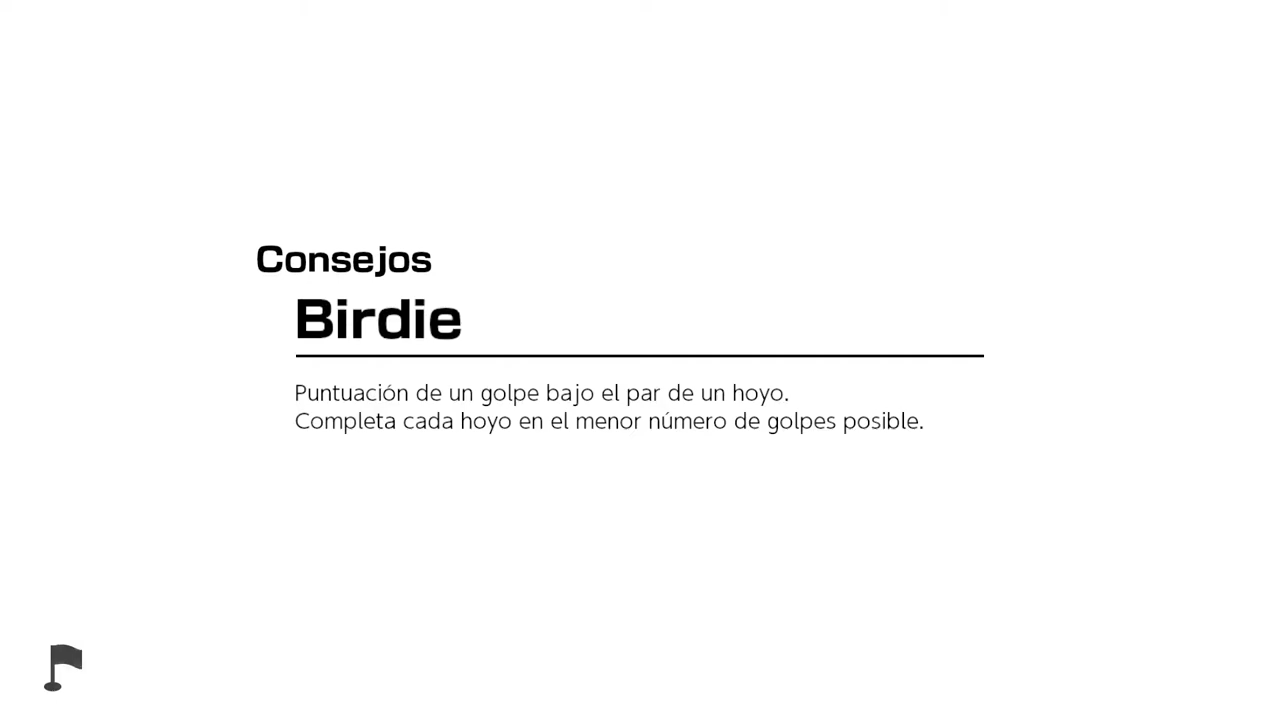 Consejos
Birdie
Puntuación de un golpe bajo el par de un hoyo.
Completa cada hoyo en el menor número de golpes posible.